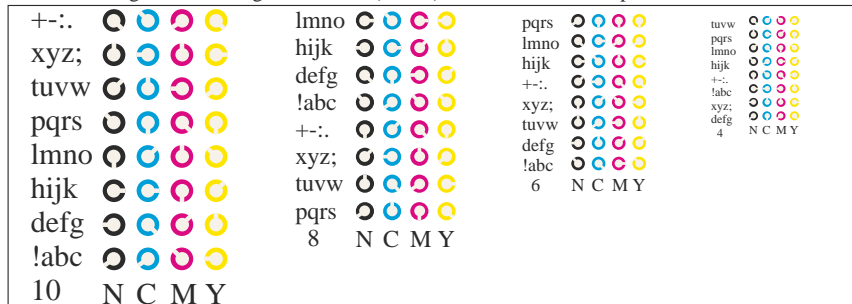 +-:.
xyz;
tuvw
pqrs
lmno
hijk
defg
!abc
10 N C M Y
lmno
hijk
defg
!abc
+-:.
xyz;
tuvw
pqrs
8 N C M Y
pqrs
lmno
hijk
+-:.
xyz;
tuvw
defg
!abc
6 N C M Y
tuvw
pqrs
lmno
hijk
+-:.
!abc
xyz;
defg
4 N C M Y